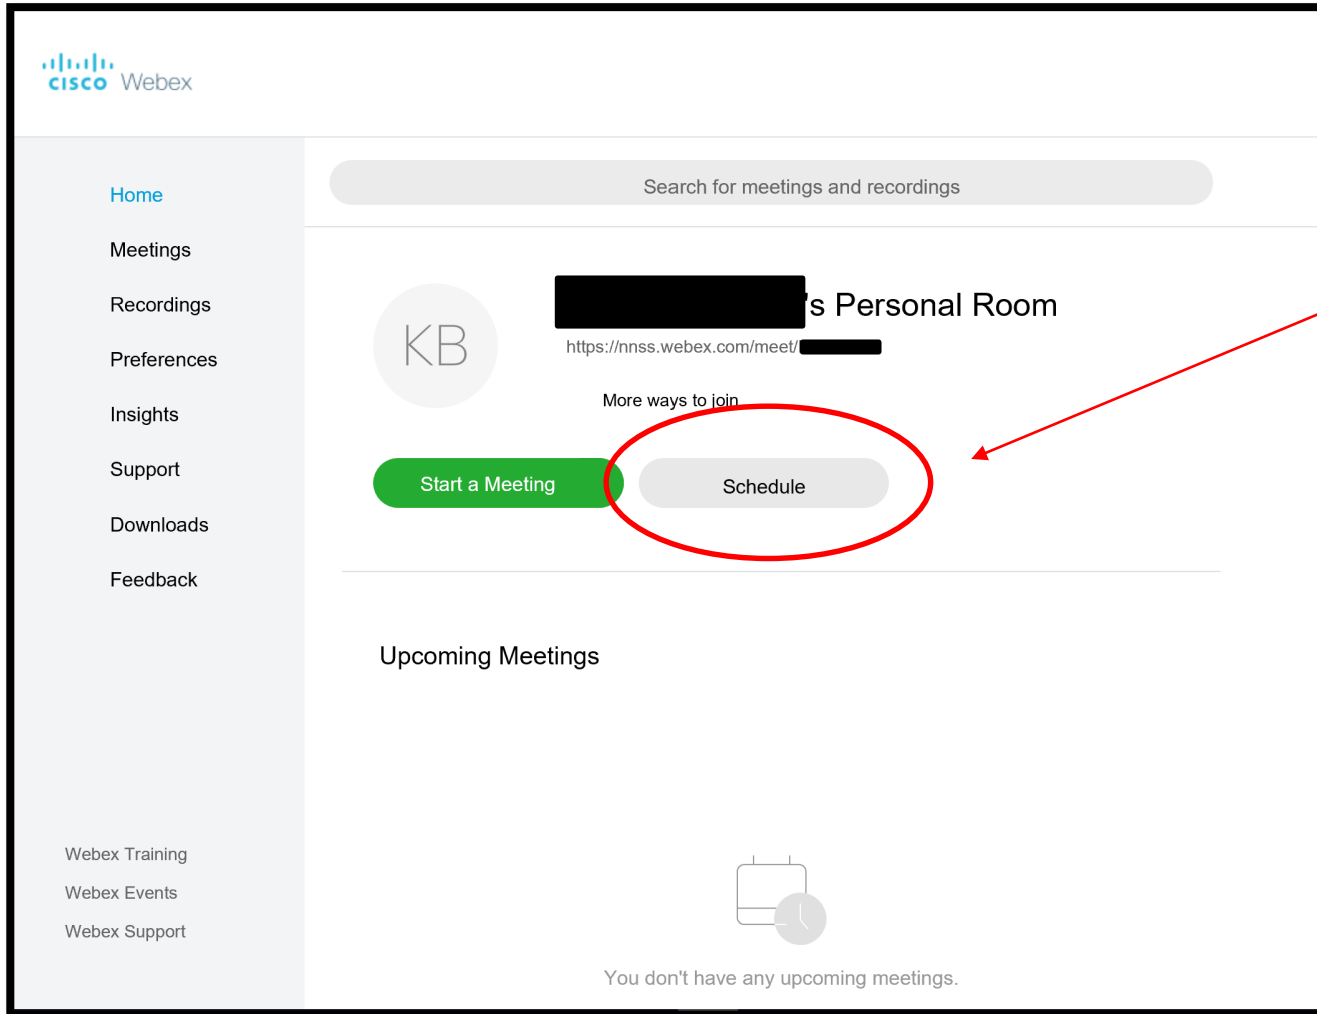 CISCO Webex
Home
Meetings
Recordings
Preferences
Insights
Support
Downloads
Feedback
Webex Training
Webex Events
Webex Support
Search for meetings and recordings
KB
's Personal Room
https://nnss.webex.com/meet/
More ways to join
Start a Meeting
Schedule
Upcoming Meetings
You don't have any upcoming meetings.